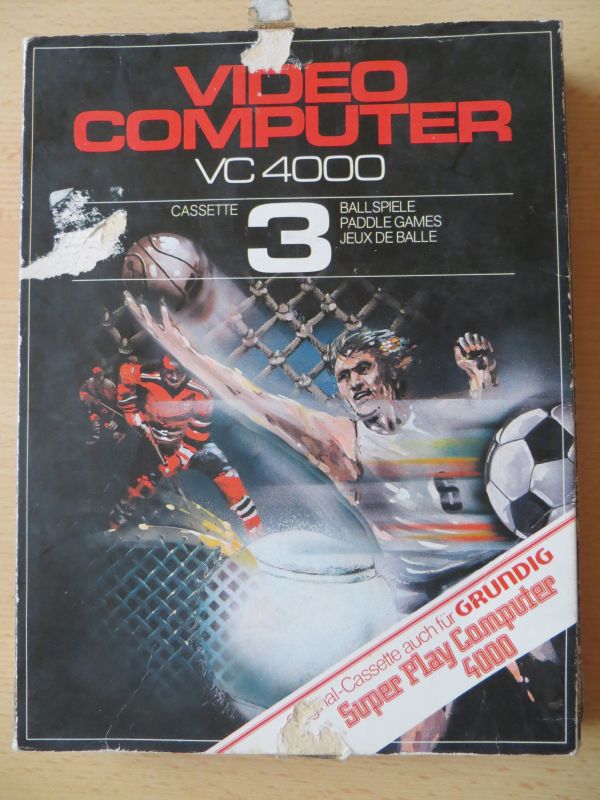 VIDEO
COMPUTER
VC 4000
CASSETTE
3
BALLSPIELE
PADDLE GAMES
JEUX DE BALLE
6
-Cassette auch für GRUNDIG
Super Play Computer
4000